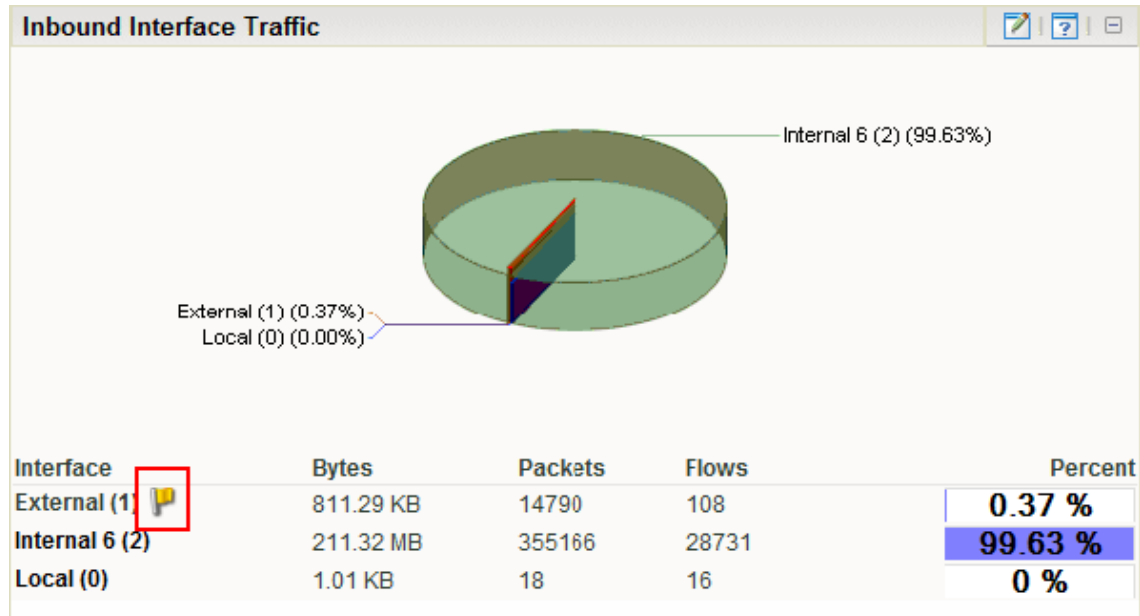 Inbound Interface Traffic
Internal 6 (2) (99.63%)
External (1) (0.37%)
Local (0) (0.00%)
Interface Bytes Packets Flows Percent
External (1) 811.29 KB 14790 108 0.37 %
Internal 6 (2) 211.32 MB 355166 28731 99.63 %
Local (0) 1.01 KB 18 16 0 %